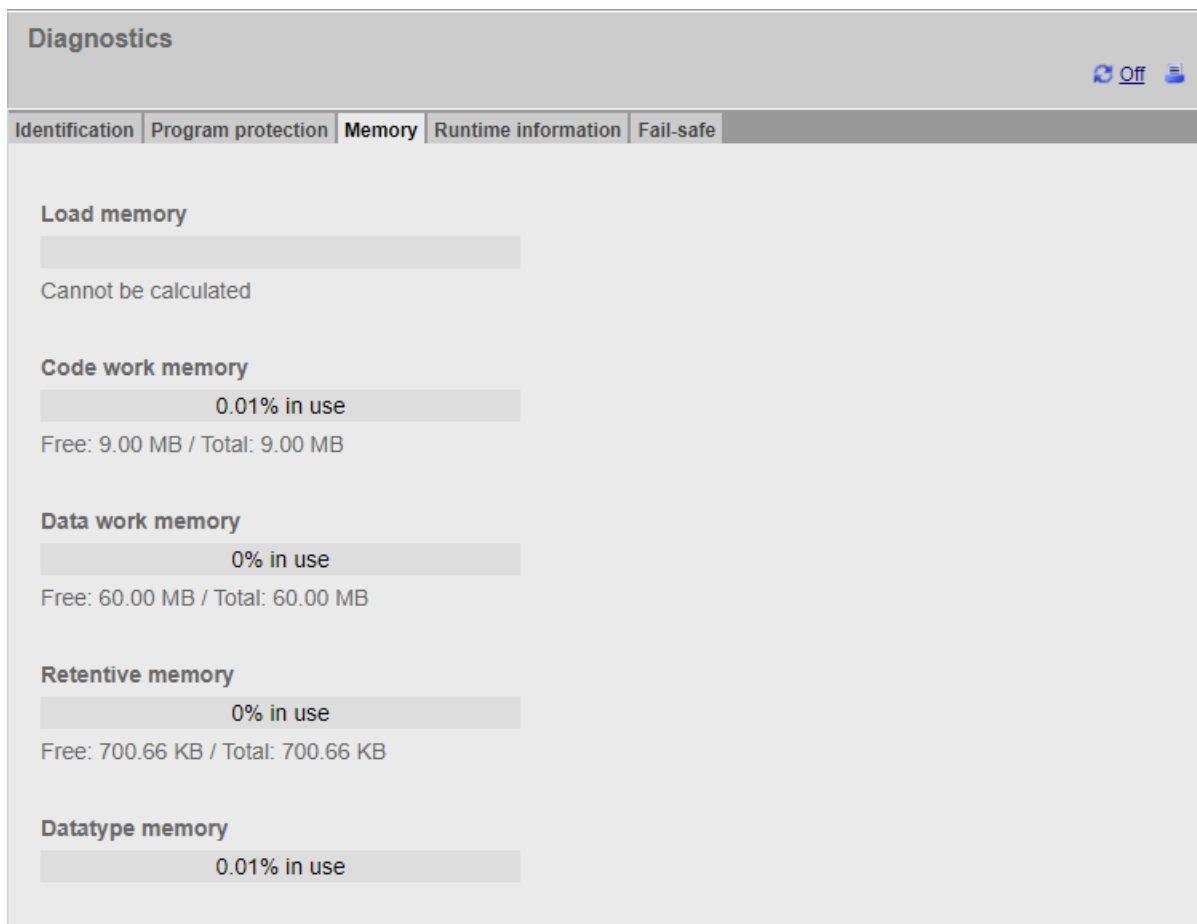 Diagnostics
Off
Identification Program protection Memory Runtime information Fail-safe
Load memory
Cannot be calculated
Code work memory
0.01% in use
Free: 9.00 MB / Total: 9.00 MB
Data work memory
0% in use
Free: 60.00 MB / Total: 60.00 MB
Retentive memory
0% in use
Free: 700.66 KB / Total: 700.66 KB
Datatype memory
0.01% in use